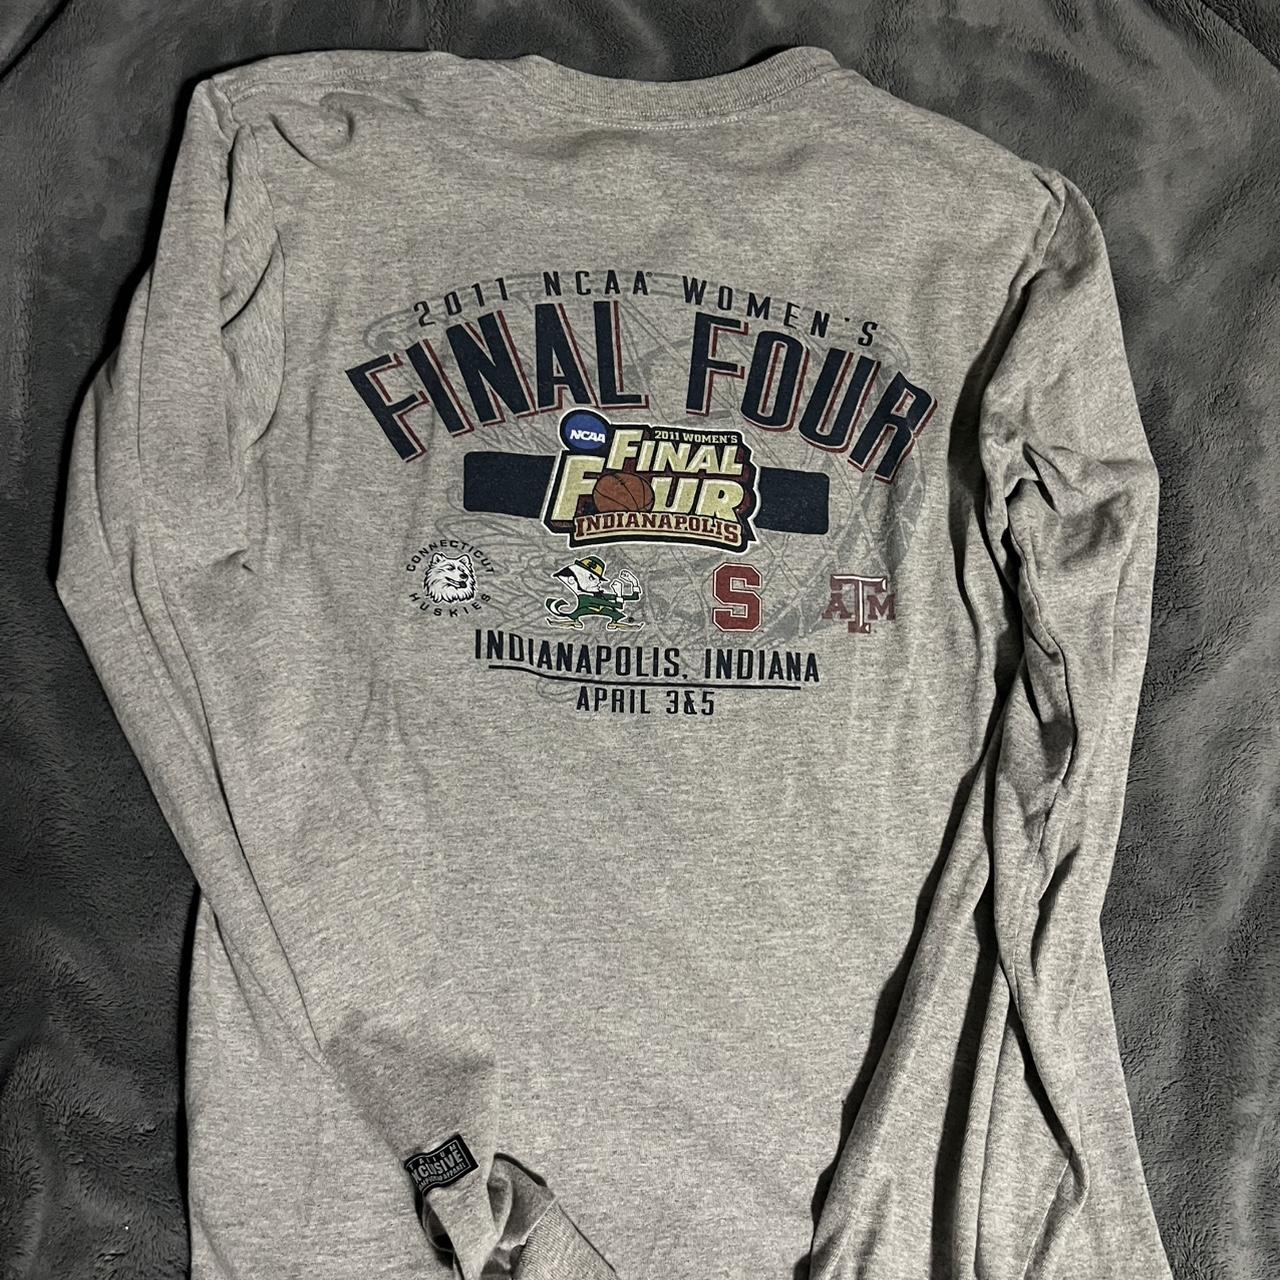 2011 NCAA WOMEN'S
FINAL FOUR
NCAA
2011 WOMEN'S
FINAL
FOUR
INDIANAPOLIS
CONNECTICUT
HUSKIES
S
ATM
INDIANAPOLIS, INDIANA
APRIL 3&5